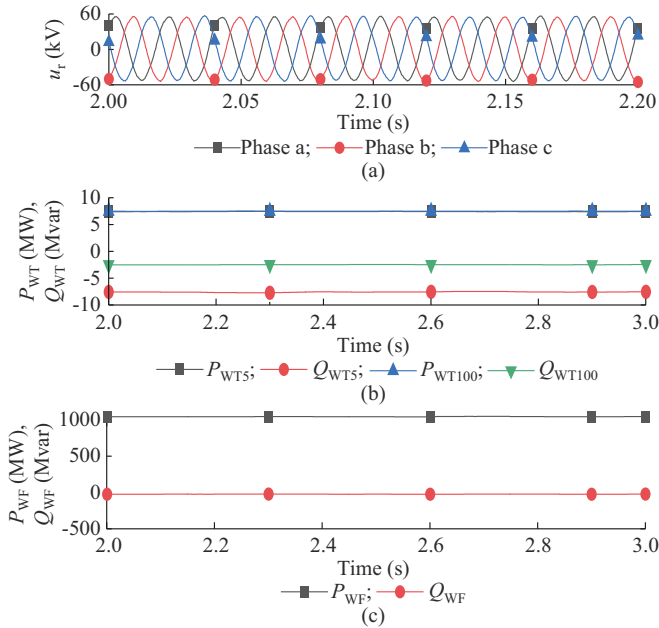 u_r (kV)
60
0
-60
2.00 2.05 2.10 2.15 2.20
Time (s)
Phase a; Phase b; Phase c
(a)
P_WT (MW),
Q_WT (Mvar)
10
5
0
-5
-10
2.0 2.2 2.4 2.6 2.8 3.0
Time (s)
P_WT5; Q_WT5; P_WT100; Q_WT100
(b)
P_WF (MW),
Q_WF (Mvar)
1000
500
0
-500
2.0 2.2 2.4 2.6 2.8 3.0
Time (s)
P_WF; Q_WF
(c)